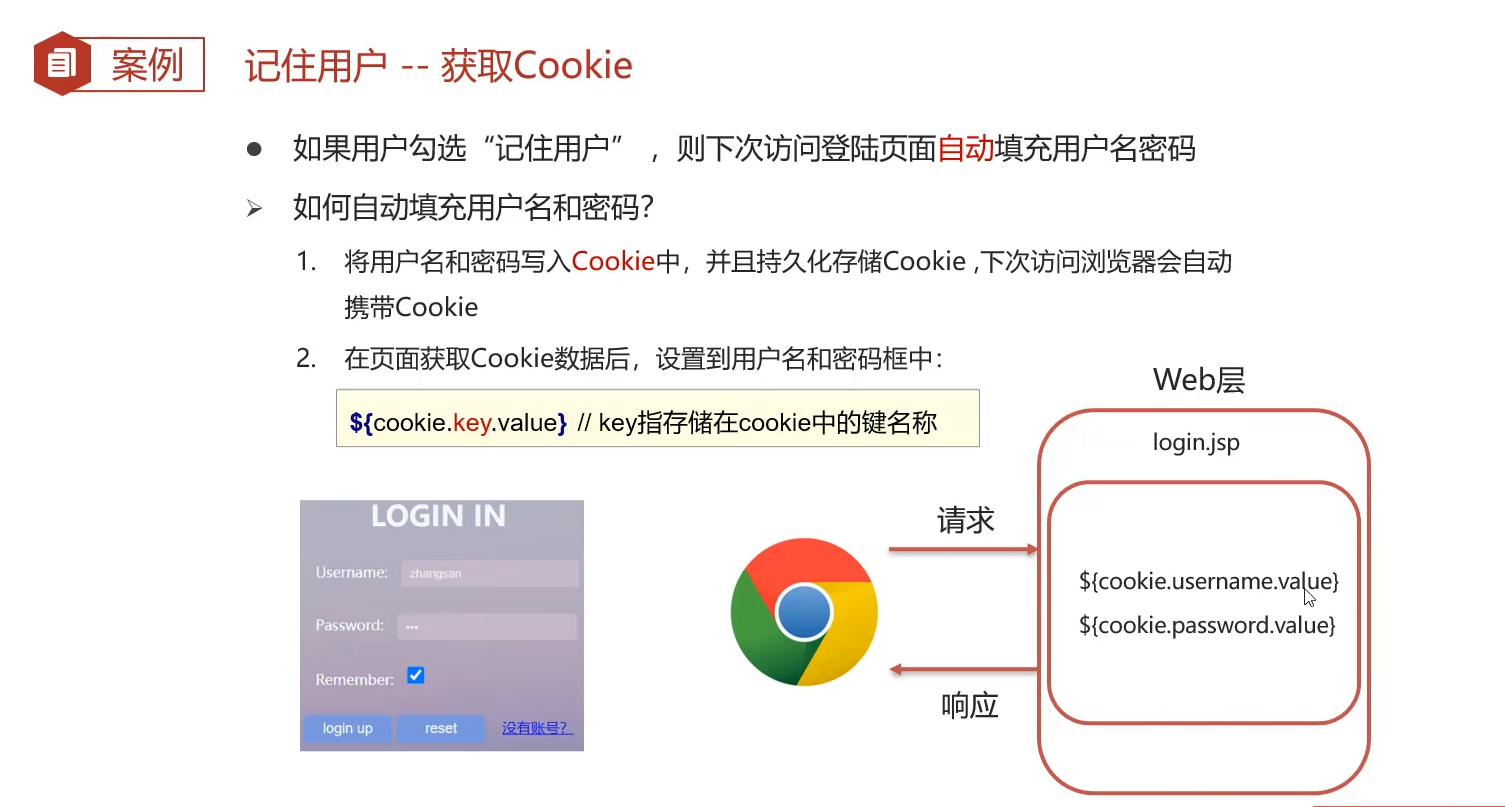 案例
记住用户 -- 获取Cookie
● 如果用户勾选“记住用户” ，则下次访问登陆页面自动填充用户名密码
➢ 如何自动填充用户名和密码？
1. 将用户名和密码写入Cookie中，并且持久化存储Cookie ,下次访问浏览器会自动
携带Cookie
2. 在页面获取Cookie数据后，设置到用户名和密码框中：
${cookie.key.value} // key指存储在cookie中的键名称
LOGIN IN
Username: zhangsan
Password: •••
Remember:
login up reset 没有账号？
请求
响应
Web层
login.jsp
${cookie.username.value}
${cookie.password.value}